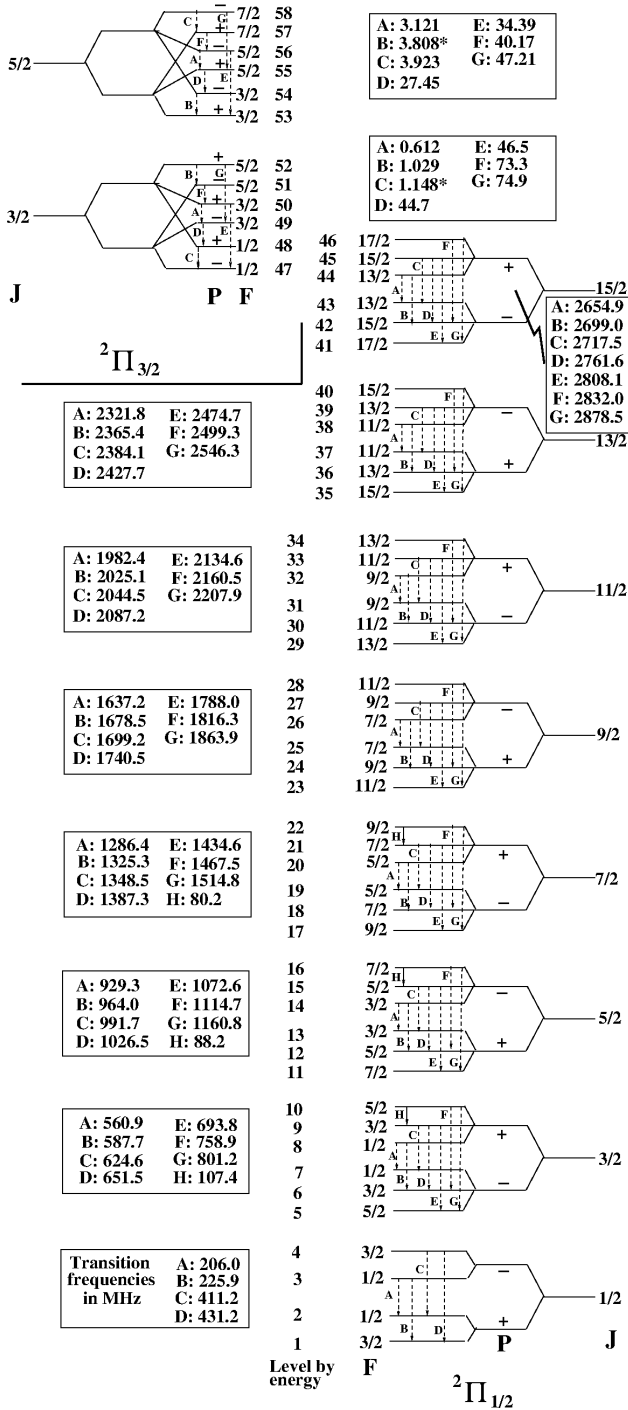 7/2 58
7/2 57
5/2 56
5/2 55
3/2 54
3/2 53
5/2
C
G
F
A
E
D
B
− + − + − +
A: 3.121 E: 34.39
B: 3.808* F: 40.17
C: 3.923 G: 47.21
D: 27.45
5/2 52
5/2 51
3/2 50
3/2 49
1/2 48
1/2 47
3/2
B
G
F
A
E
D
C
+ − + − + −
J P F
²Π3/2
A: 0.612 E: 46.5
B: 1.029 F: 73.3
C: 1.148* G: 74.9
D: 44.7
46 17/2
45 15/2
44 13/2
43 13/2
42 15/2
41 17/2
F
C
A
B D
E G
+
−
15/2
A: 2654.9
B: 2699.0
C: 2717.5
D: 2761.6
E: 2808.1
F: 2832.0
G: 2878.5
A: 2321.8 E: 2474.7
B: 2365.4 F: 2499.3
C: 2384.1 G: 2546.3
D: 2427.7
40 15/2
39 13/2
38 11/2
37 11/2
36 13/2
35 15/2
F
C
A
B D
E G
−
+
13/2
A: 1982.4 E: 2134.6
B: 2025.1 F: 2160.5
C: 2044.5 G: 2207.9
D: 2087.2
34 13/2
33 11/2
32 9/2
31 9/2
30 11/2
29 13/2
F
C
A
B D
E G
+
−
11/2
A: 1637.2 E: 1788.0
B: 1678.5 F: 1816.3
C: 1699.2 G: 1863.9
D: 1740.5
28 11/2
27 9/2
26 7/2
25 7/2
24 9/2
23 11/2
F
C
A
B D
E G
−
+
9/2
A: 1286.4 E: 1434.6
B: 1325.3 F: 1467.5
C: 1348.5 G: 1514.8
D: 1387.3 H: 80.2
22 9/2
21 7/2
20 5/2
19 5/2
18 7/2
17 9/2
H F
C
A
B D
E G
+
−
7/2
A: 929.3 E: 1072.6
B: 964.0 F: 1114.7
C: 991.7 G: 1160.8
D: 1026.5 H: 88.2
16 7/2
15 5/2
14 3/2
13 3/2
12 5/2
11 7/2
H F
C
A
B D
E G
−
+
5/2
A: 560.9 E: 693.8
B: 587.7 F: 758.9
C: 624.6 G: 801.2
D: 651.5 H: 107.4
10 5/2
9 3/2
8 1/2
7 1/2
6 3/2
5 5/2
H F
C
A
B D
E G
+
−
3/2
Transition
frequencies
in MHz
A: 206.0
B: 225.9
C: 411.2
D: 431.2
4 3/2
3 1/2
2 1/2
1 3/2
C
A
B D
−
+
1/2
Level by
energy
F P J
²Π1/2